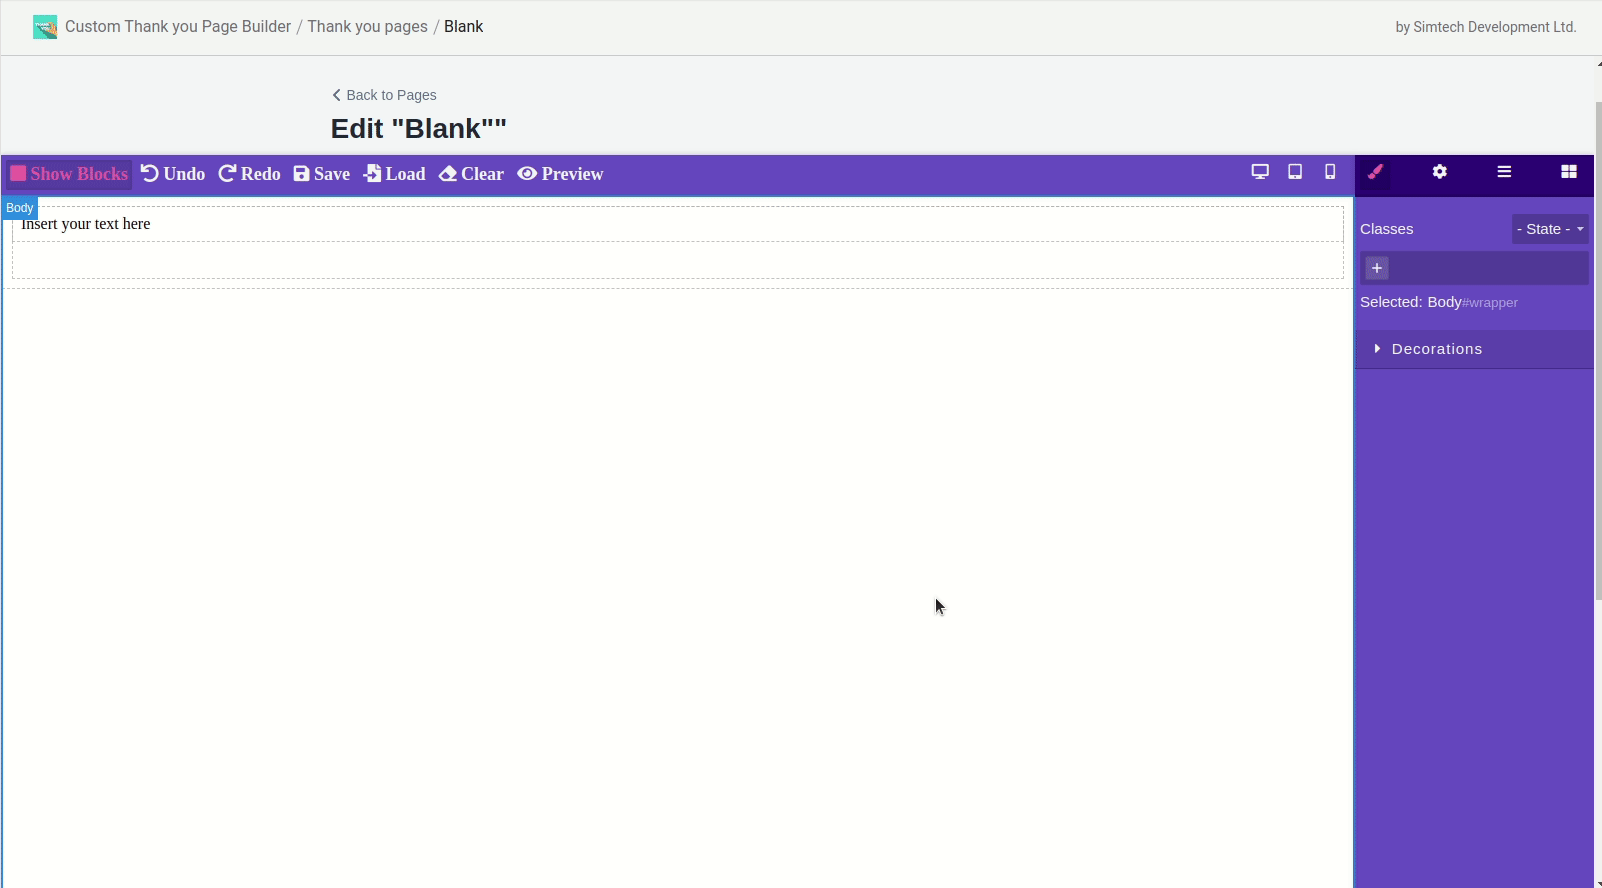 Custom Thank you Page Builder / Thank you pages / Blank
by Simtech Development Ltd.
Back to Pages
Edit "Blank""
Show Blocks Undo Redo Save Load Clear Preview
Body
Insert your text here
Classes
- State -
+
Selected: Body#wrapper
Decorations